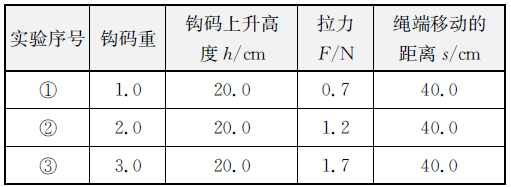 实验序号 钩码重 钩码上升高度 h/cm 拉力 F/N 绳端移动的距离 s/cm
① 1.0 20.0 0.7 40.0
② 2.0 20.0 1.2 40.0
③ 3.0 20.0 1.7 40.0